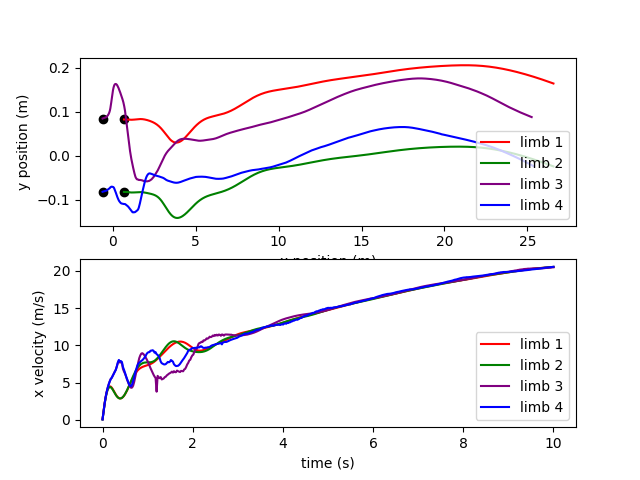 y position (m)
0.2
0.1
0.0
−0.1
limb 1
limb 2
limb 3
limb 4
0 5 10 15 20 25
x position (m)
x velocity (m/s)
20
15
10
5
0
limb 1
limb 2
limb 3
limb 4
0 2 4 6 8 10
time (s)